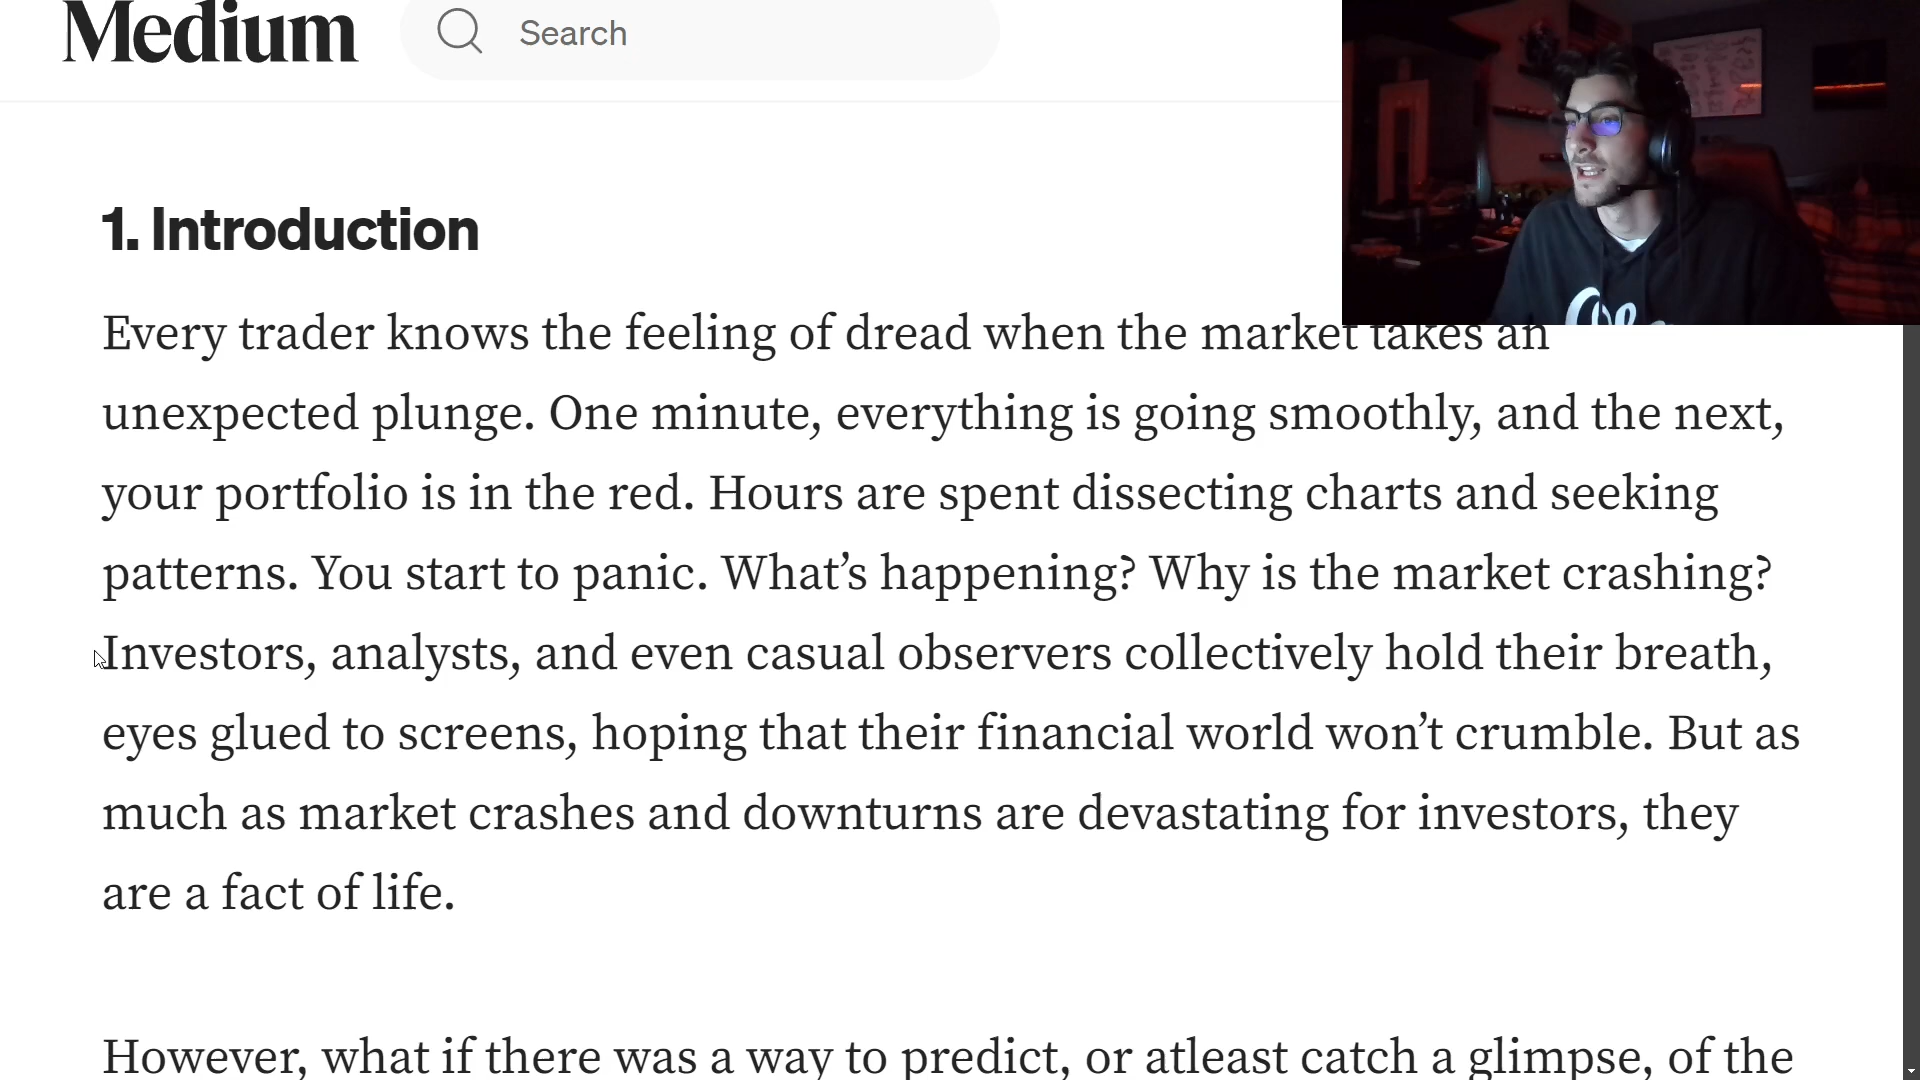 Medium
Search
1. Introduction
Every trader knows the feeling of dread when the market takes an
unexpected plunge. One minute, everything is going smoothly, and the next,
your portfolio is in the red. Hours are spent dissecting charts and seeking
patterns. You start to panic. What’s happening? Why is the market crashing?
Investors, analysts, and even casual observers collectively hold their breath,
eyes glued to screens, hoping that their financial world won’t crumble. But as
much as market crashes and downturns are devastating for investors, they
are a fact of life.
However, what if there was a way to predict, or atleast catch a glimpse, of the